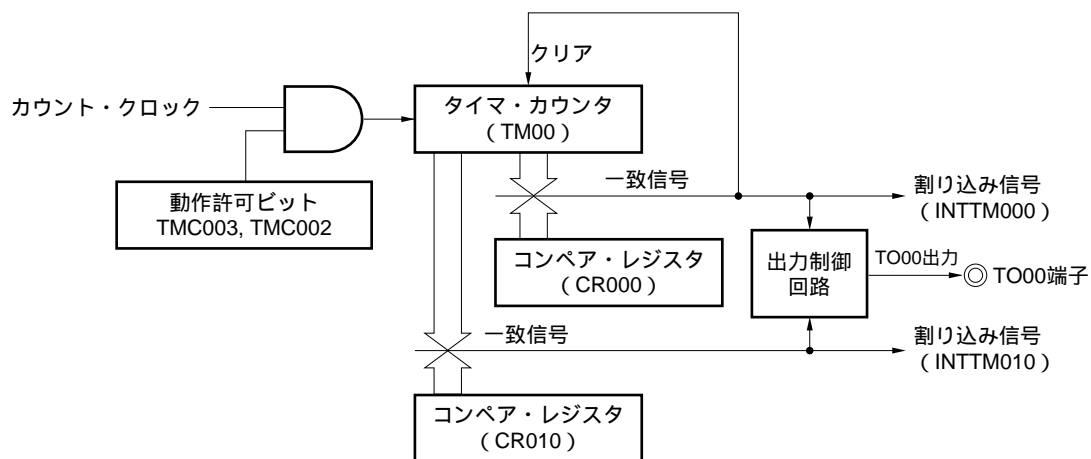 クリア
カウント・クロック
タイマ・カウンタ
（TM00）
動作許可ビット
TMC003, TMC002
一致信号
割り込み信号
（INTTM000）
コンペア・レジスタ
（CR000）
出力制御
回路
TO00出力
TO00端子
一致信号
割り込み信号
（INTTM010）
コンペア・レジスタ
（CR010）